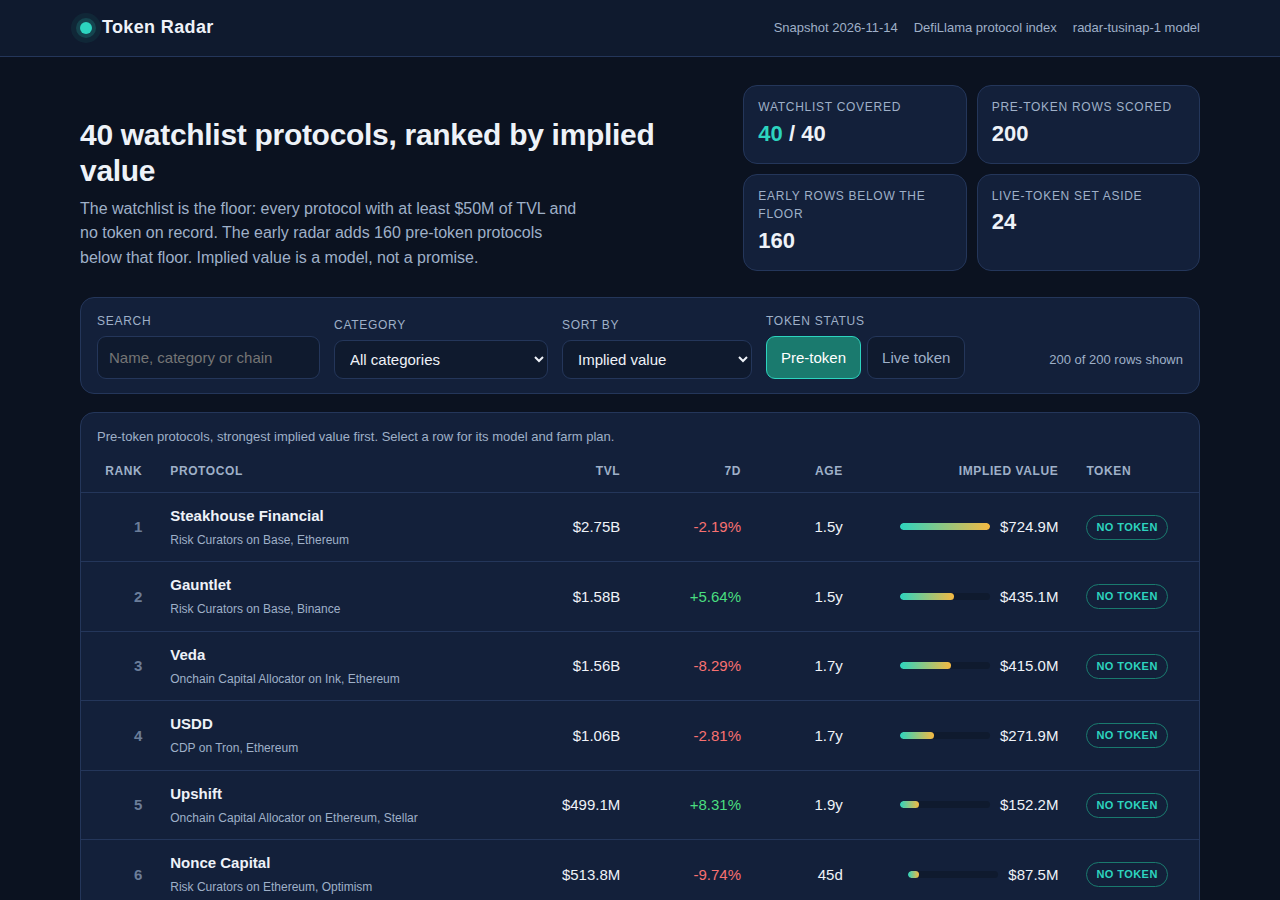 Token Radar
Snapshot 2026-11-14 DefiLlama protocol index radar-tusinap-1 model
40 watchlist protocols, ranked by implied
value
The watchlist is the floor: every protocol with at least $50M of TVL and
no token on record. The early radar adds 160 pre-token protocols
below that floor. Implied value is a model, not a promise.
WATCHLIST COVERED
40 / 40
PRE-TOKEN ROWS SCORED
200
EARLY ROWS BELOW THE
FLOOR
160
LIVE-TOKEN SET ASIDE
24
SEARCH
Name, category or chain
CATEGORY
All categories
SORT BY
Implied value
TOKEN STATUS
Pre-token Live token
200 of 200 rows shown
Pre-token protocols, strongest implied value first. Select a row for its model and farm plan.
RANK PROTOCOL TVL 7D AGE IMPLIED VALUE TOKEN
1 Steakhouse Financial $2.75B -2.19% 1.5y $724.9M NO TOKEN
Risk Curators on Base, Ethereum
2 Gauntlet $1.58B +5.64% 1.5y $435.1M NO TOKEN
Risk Curators on Base, Binance
3 Veda $1.56B -8.29% 1.7y $415.0M NO TOKEN
Onchain Capital Allocator on Ink, Ethereum
4 USDD $1.06B -2.81% 1.7y $271.9M NO TOKEN
CDP on Tron, Ethereum
5 Upshift $499.1M +8.31% 1.9y $152.2M NO TOKEN
Onchain Capital Allocator on Ethereum, Stellar
6 Nonce Capital $513.8M -9.74% 45d $87.5M NO TOKEN
Risk Curators on Ethereum, Optimism